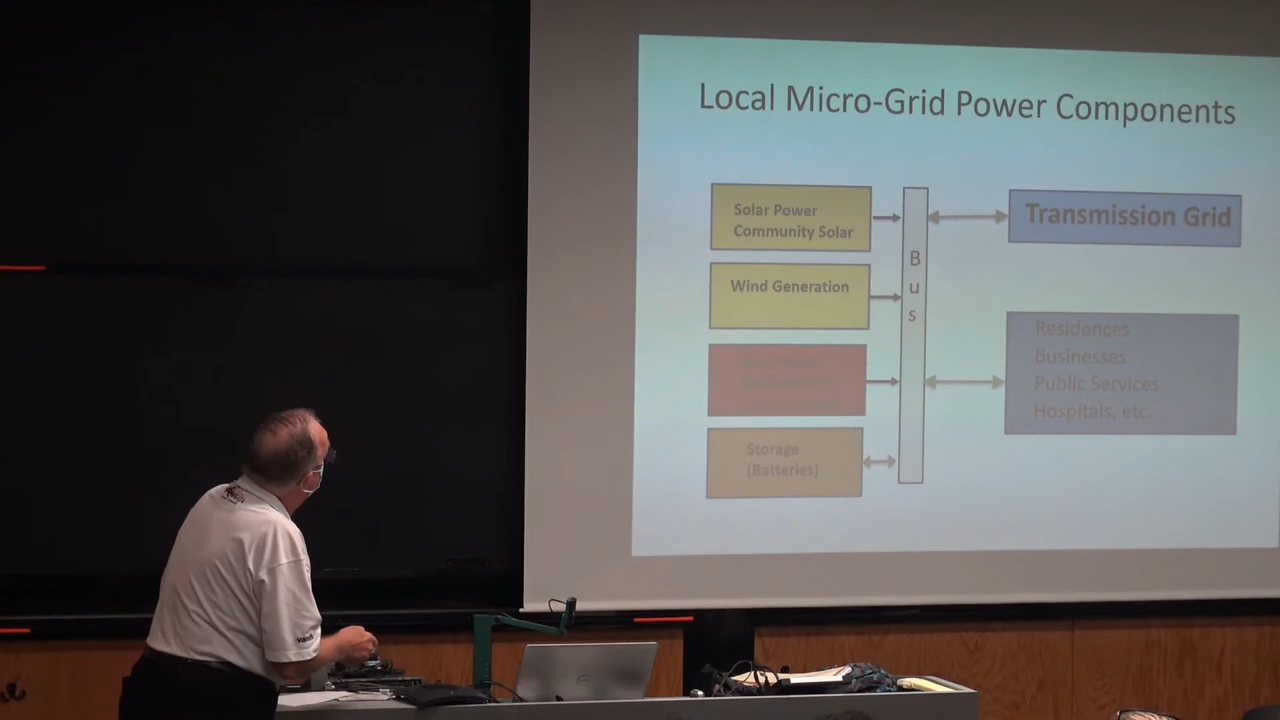 Local Micro-Grid Power Components
Solar Power
Community Solar
Wind Generation
Storage
(Batteries)
B
u
s
Transmission Grid
Residences
Businesses
Public Services
Hospitals, etc.